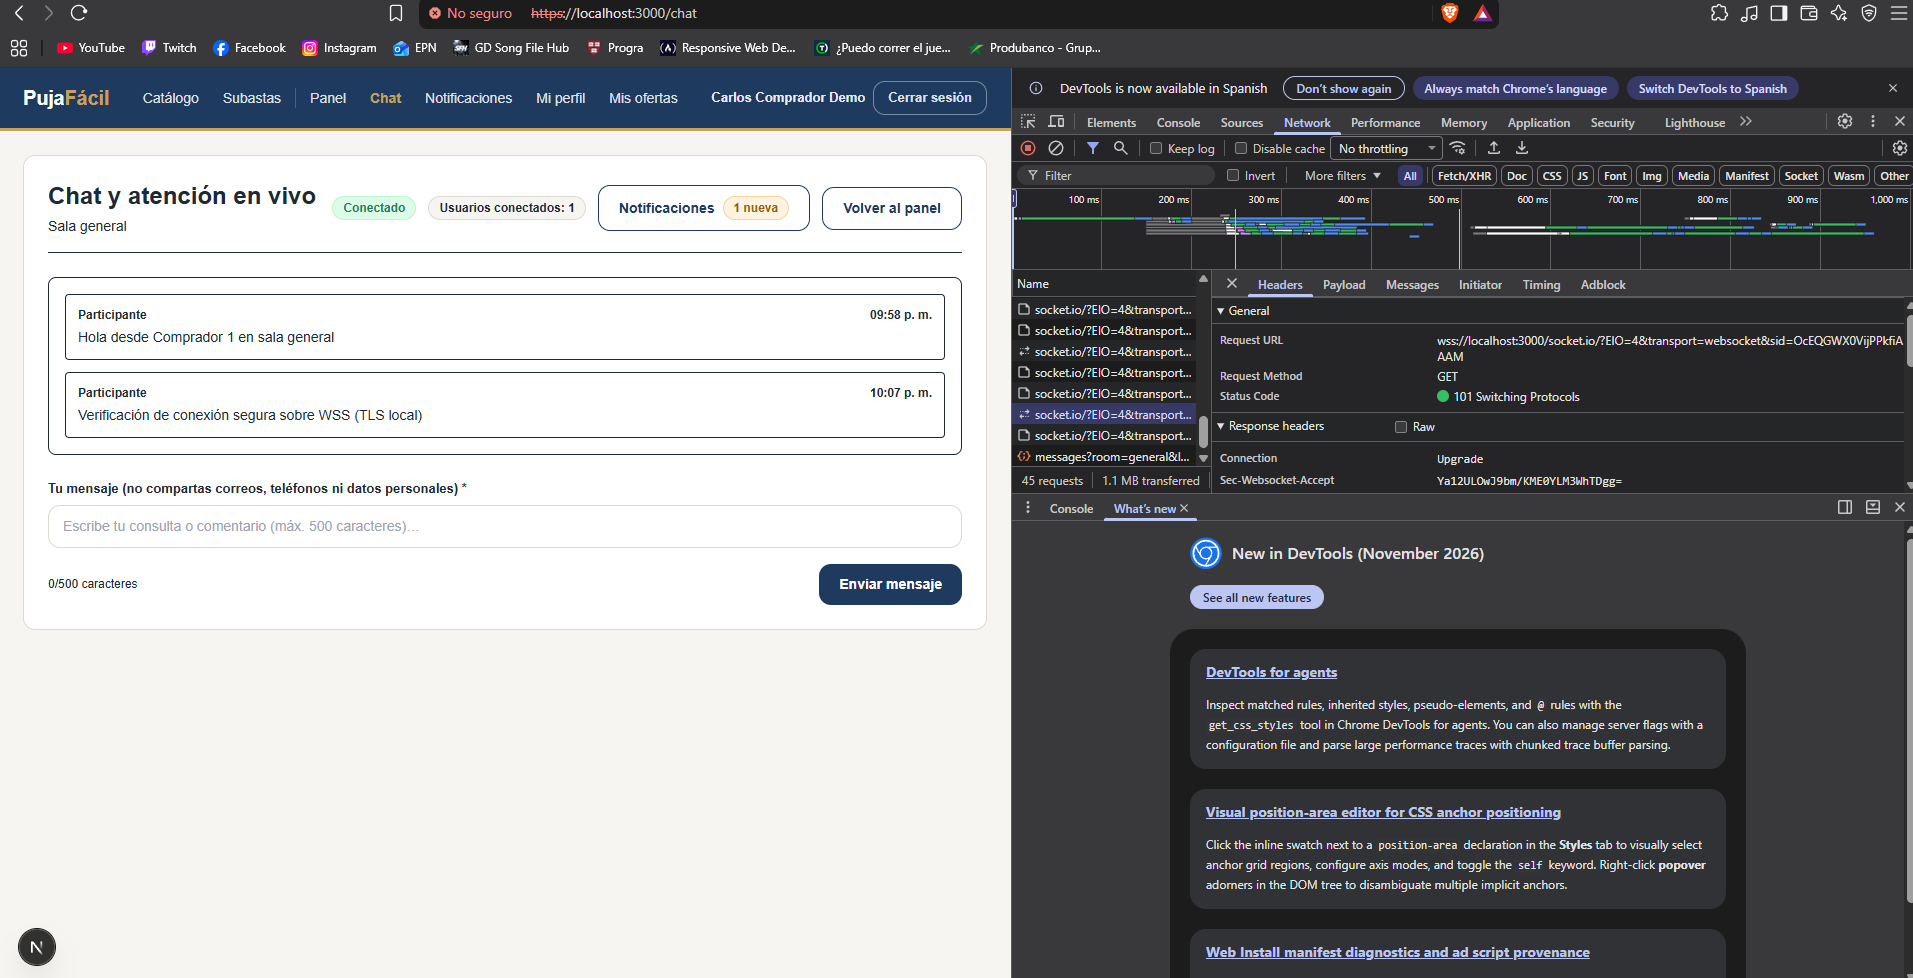 No seguro https://localhost:3000/chat
YouTube Twitch Facebook Instagram EPN GD Song File Hub Progra Responsive Web De... ¿Puedo correr el jue... Produbanco - Grup...
PujaFácil Catálogo Subastas Panel Chat Notificaciones Mi perfil Mis ofertas Carlos Comprador Demo Cerrar sesión
Chat y atención en vivo
Sala general
Conectado
Usuarios conectados: 1
Notificaciones 1 nueva
Volver al panel
Participante 09:58 p. m.
Hola desde Comprador 1 en sala general
Participante 10:07 p. m.
Verificación de conexión segura sobre WSS (TLS local)
Tu mensaje (no compartas correos, teléfonos ni datos personales) *
Escribe tu consulta o comentario (máx. 500 caracteres)...
0/500 caracteres
Enviar mensaje
N
DevTools is now available in Spanish Don't show again Always match Chrome's language Switch DevTools to Spanish
Elements Console Sources Network Performance Memory Application Security Lighthouse
Keep log Disable cache No throttling
Filter Invert More filters All Fetch/XHR Doc CSS JS Font Img Media Manifest Socket Wasm Other
100 ms 200 ms 300 ms 400 ms 500 ms 600 ms 700 ms 800 ms 900 ms 1,000 ms
Name
socket.io/?EIO=4&transport...
socket.io/?EIO=4&transport...
socket.io/?EIO=4&transport...
socket.io/?EIO=4&transport...
socket.io/?EIO=4&transport...
socket.io/?EIO=4&transport...
socket.io/?EIO=4&transport...
messages?room=general&l...
45 requests 1.1 MB transferred
Headers Payload Messages Initiator Timing Adblock
General
Request URL wss://localhost:3000/socket.io/?EIO=4&transport=websocket&sid=OcEQGWX0VijPPkfiA
AAM
Request Method GET
Status Code 101 Switching Protocols
Response headers Raw
Connection Upgrade
Sec-Websocket-Accept Ya12ULOwJ9bm/KME0YLM3WhTDgg=
Console What's new
New in DevTools (November 2026)
See all new features
DevTools for agents
Inspect matched rules, inherited styles, pseudo-elements, and @ rules with the
get_css_styles tool in Chrome DevTools for agents. You can also manage server flags with a
configuration file and parse large performance traces with chunked trace buffer parsing.
Visual position-area editor for CSS anchor positioning
Click the inline swatch next to a position-area declaration in the Styles tab to visually select
anchor grid regions, configure axis modes, and toggle the self keyword. Right-click popover
adorners in the DOM tree to disambiguate multiple implicit anchors.
Web Install manifest diagnostics and ad script provenance